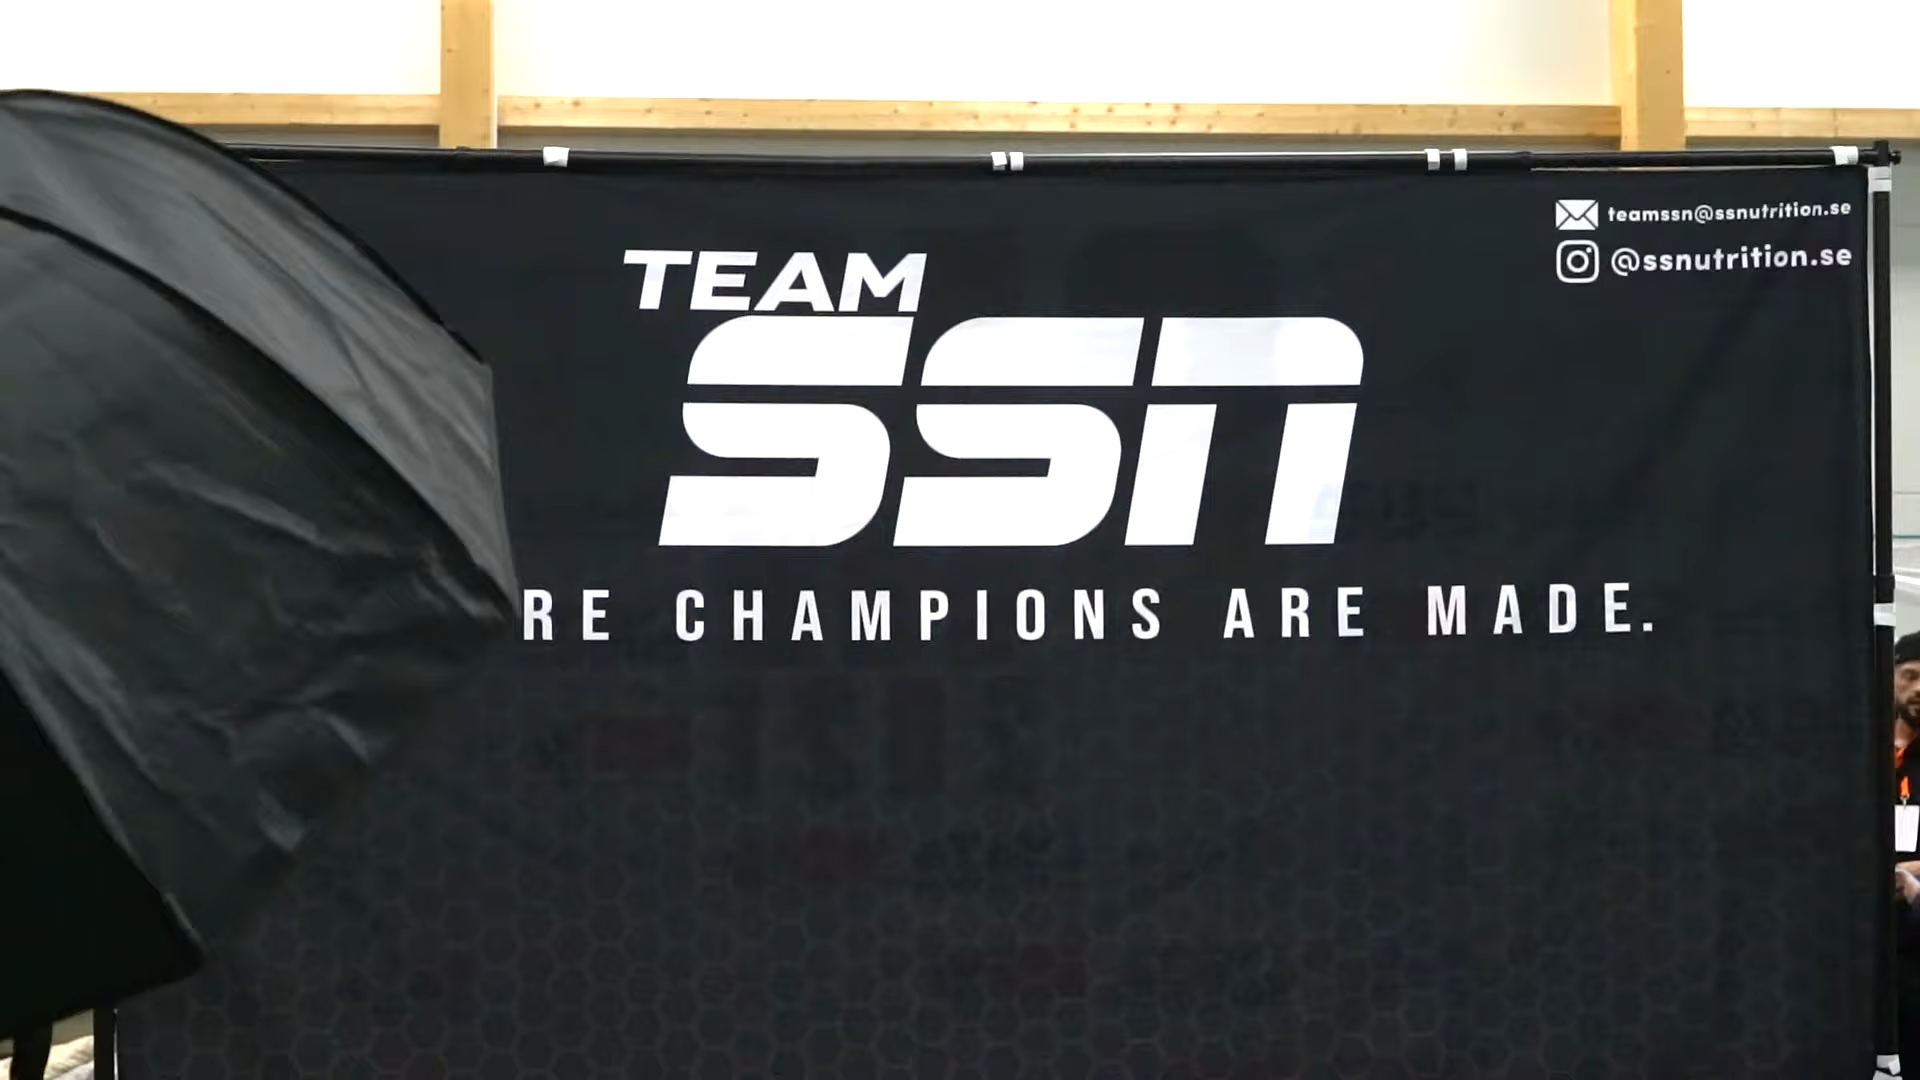 teamssn@ssnutrition.se
@ssnutrition.se
TEAM
SSN
RE CHAMPIONS ARE MADE.